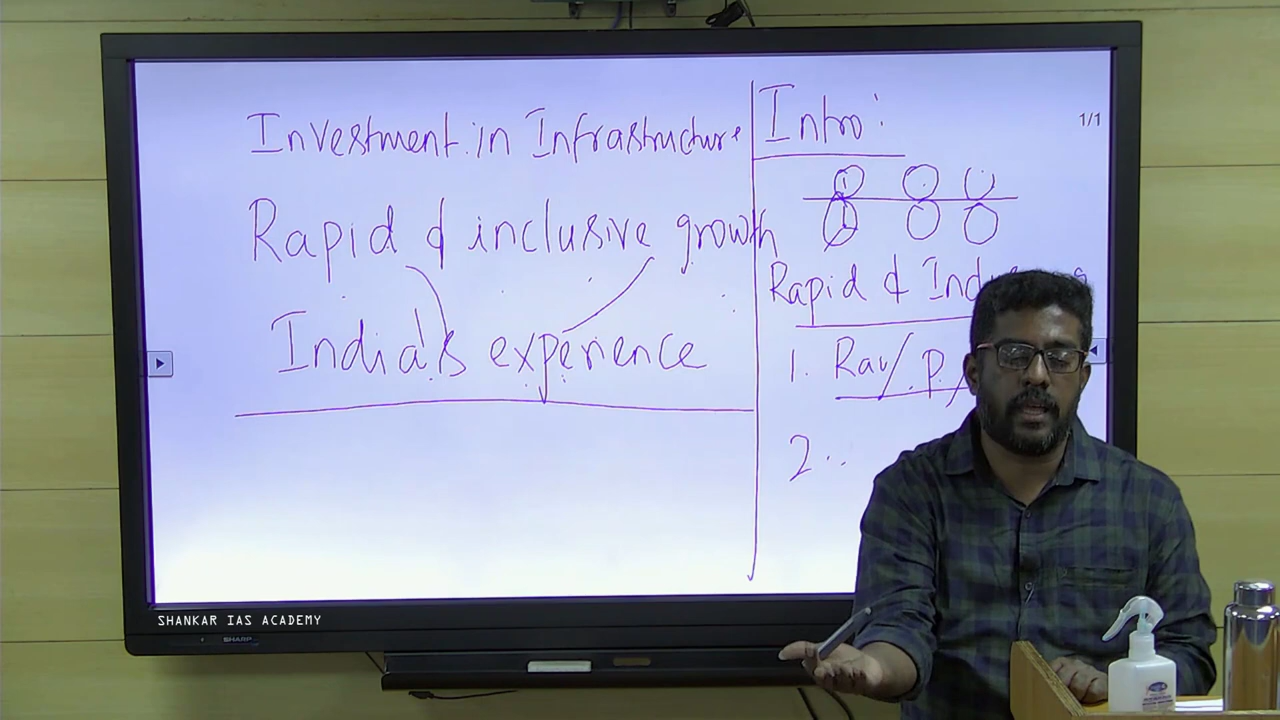 Investment in Infrastructure
Rapid & inclusive growth
India's experience
Intro:
Rapid &
1. Rav/.P/
2..
1/1
SHANKAR IAS ACADEMY
SHARP